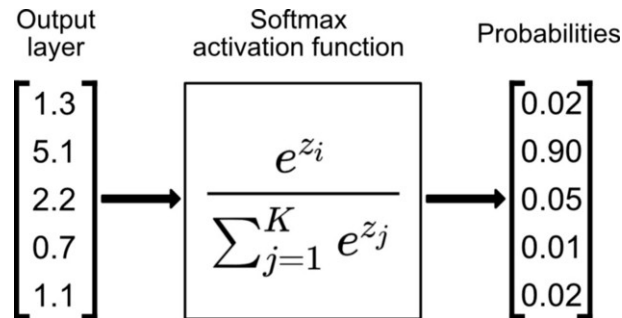 Output
layer
Softmax
activation function
Probabilities
1.3
5.1
2.2
0.7
1.1
e^{z_i}
∑_{j=1}^{K} e^{z_j}
0.02
0.90
0.05
0.01
0.02